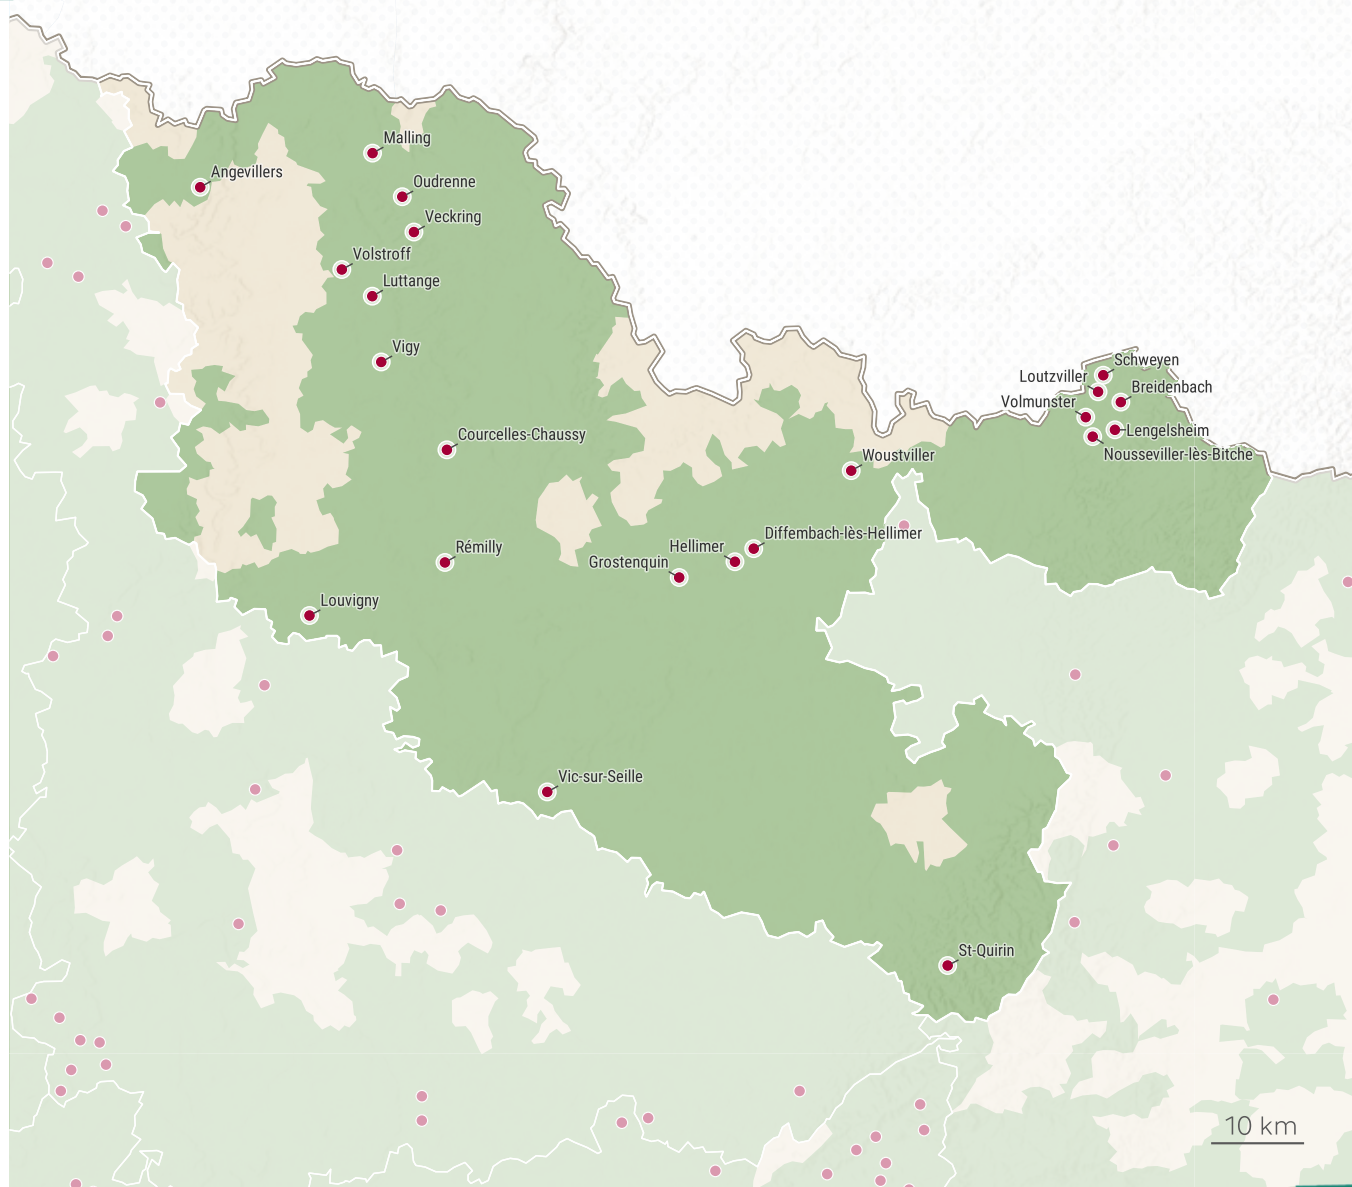 Malling
Angevillers
Oudrenne
Veckring
Volstroff
Luttange
Vigy
Schweyen
Loutzviller
Breidenbach
Volmunster
Lengelsheim
Nousseviller-lès-Bitche
Courcelles-Chaussy
Woustviller
Diffembach-lès-Hellimer
Hellimer
Rémilly
Grostenquin
Louvigny
Vic-sur-Seille
St-Quirin
10 km